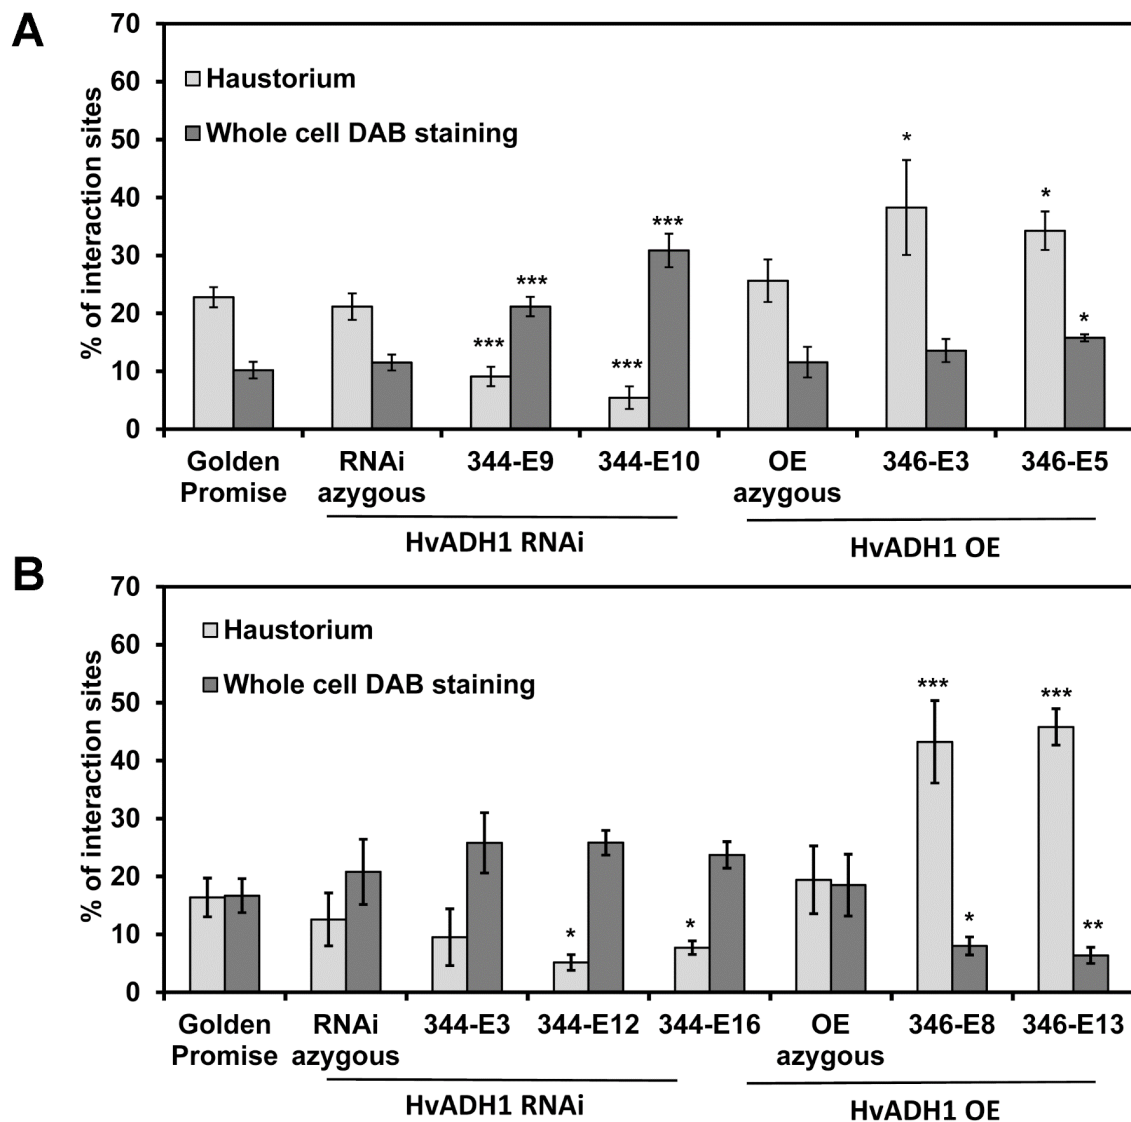 A
% of interaction sites
70
60
50
40
30
20
10
0
Haustorium
Whole cell DAB staining
***
***
***
***
*
*
*
Golden Promise
RNAi azygous
344-E9
344-E10
OE azygous
346-E3
346-E5
HvADH1 RNAi
HvADH1 OE
B
% of interaction sites
70
60
50
40
30
20
10
0
Haustorium
Whole cell DAB staining
*
*
***
*
***
**
Golden Promise
RNAi azygous
344-E3
344-E12
344-E16
OE azygous
346-E8
346-E13
HvADH1 RNAi
HvADH1 OE